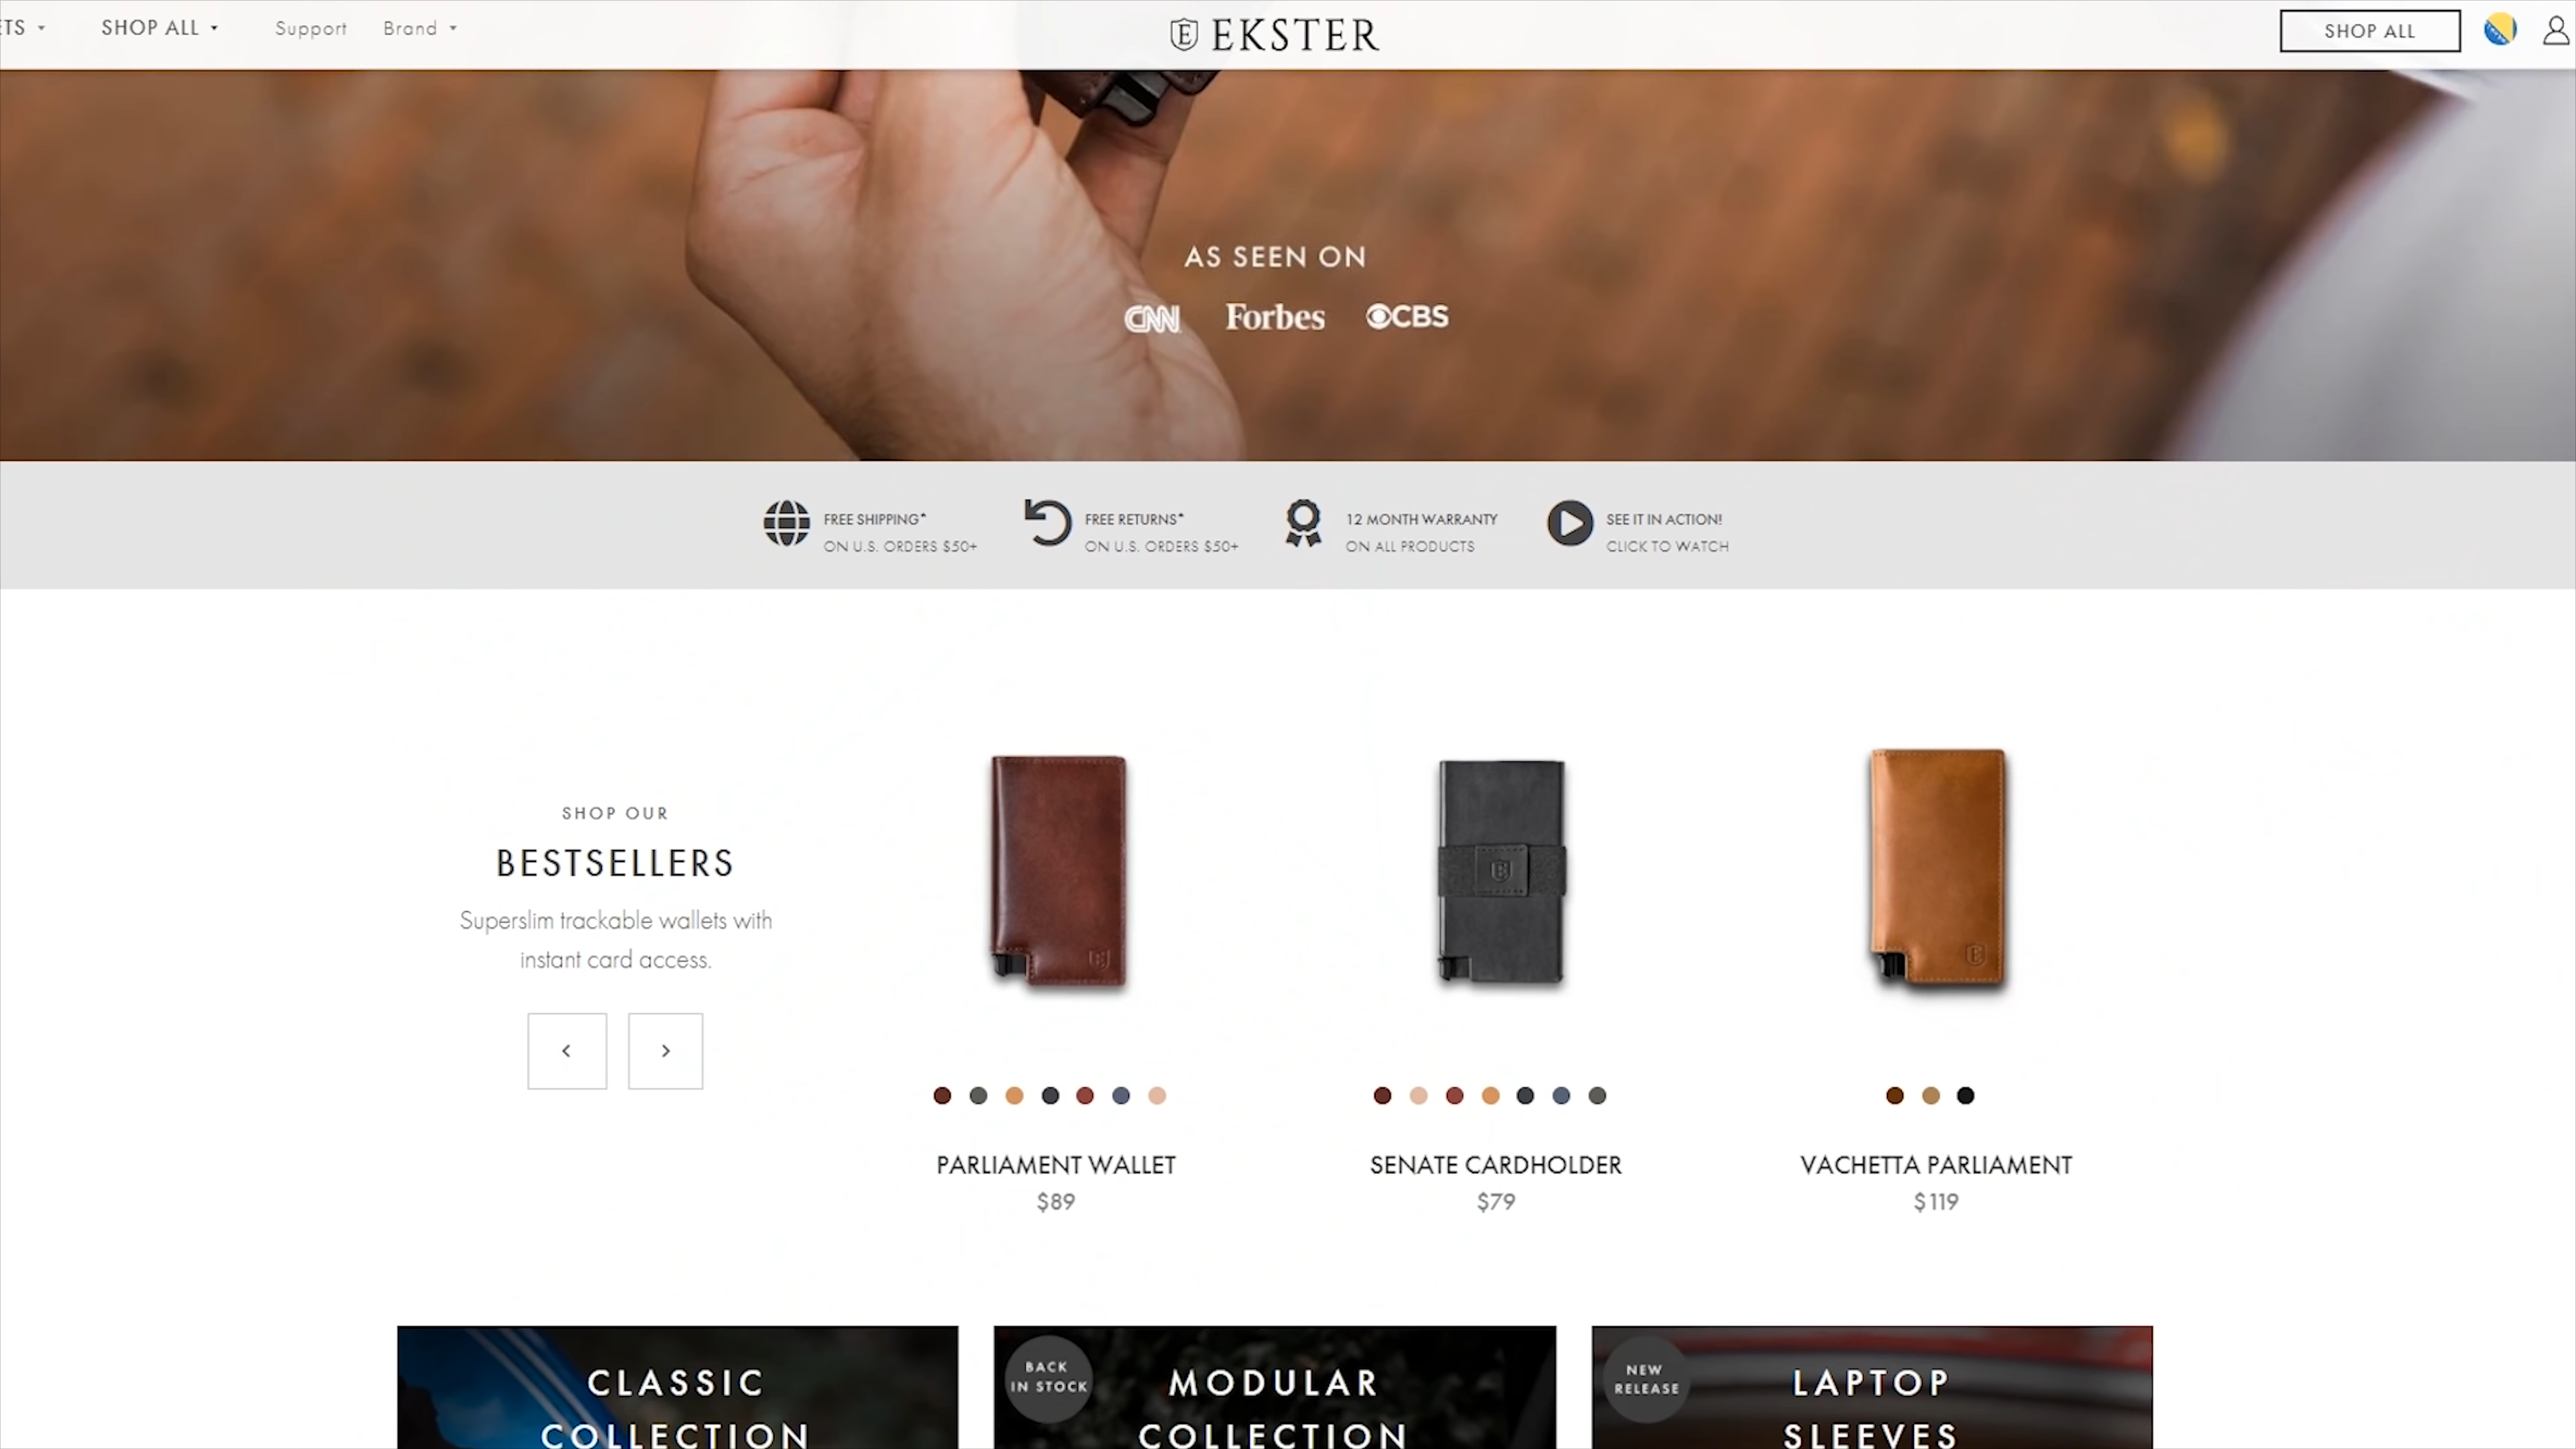 SHOP ALL
Support
Brand
EKSTER
SHOP ALL
AS SEEN ON
CNN
Forbes
CBS
FREE SHIPPING*
ON U.S. ORDERS $50+
FREE RETURNS*
ON U.S. ORDERS $50+
12 MONTH WARRANTY
ON ALL PRODUCTS
SEE IT IN ACTION!
CLICK TO WATCH
SHOP OUR
BESTSELLERS
Superslim trackable wallets with
instant card access.
PARLIAMENT WALLET
$89
SENATE CARDHOLDER
$79
VACHETTA PARLIAMENT
$119
CLASSIC
COLLECTION
BACK
IN STOCK
MODULAR
COLLECTION
NEW
RELEASE
LAPTOP
SLEEVES